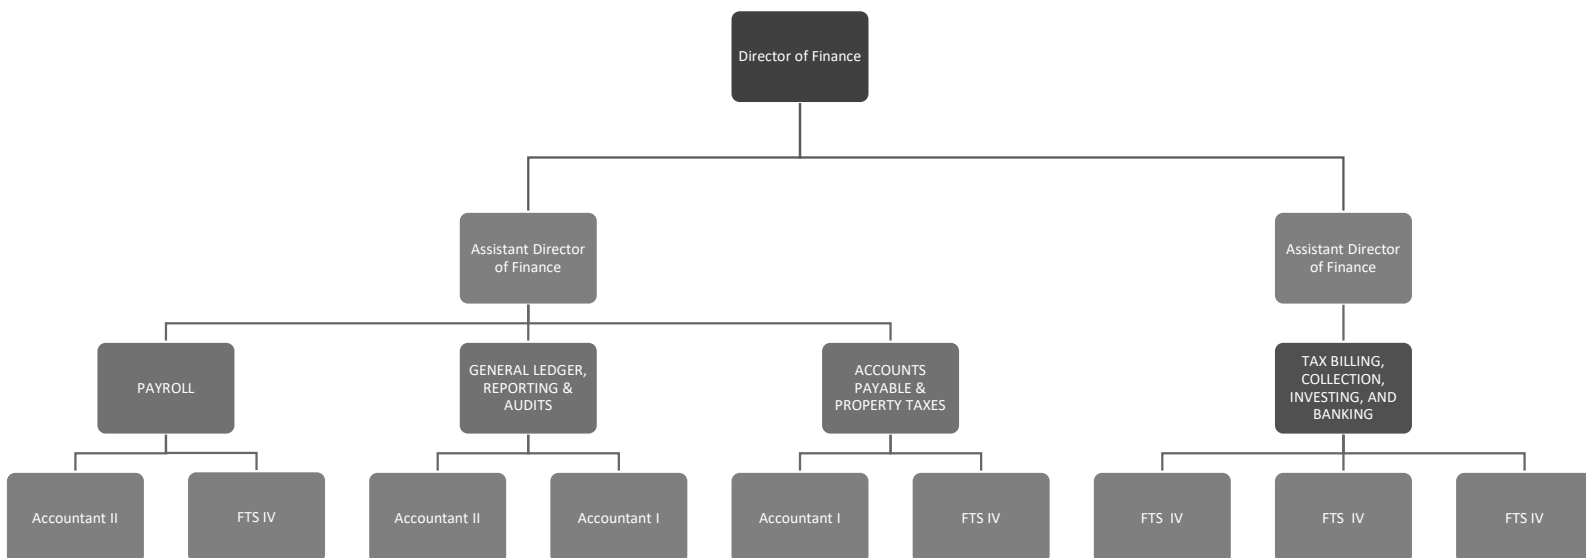 Director of Finance
Assistant Director
of Finance
Assistant Director
of Finance
PAYROLL
GENERAL LEDGER,
REPORTING &
AUDITS
ACCOUNTS
PAYABLE &
PROPERTY TAXES
TAX BILLING,
COLLECTION,
INVESTING, AND
BANKING
Accountant II
FTS IV
Accountant II
Accountant I
Accountant I
FTS IV
FTS IV
FTS IV
FTS IV